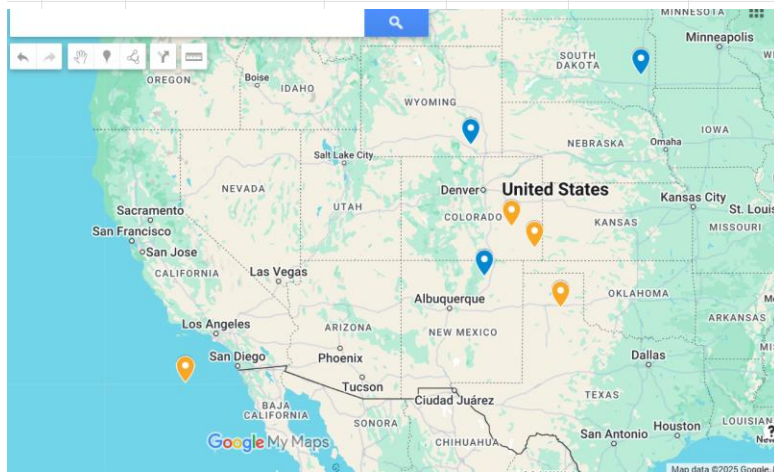 MINNESOTA
Minneapolis
SOUTH
DAKOTA
OREGON
Boise
IDAHO
WYOMING
IOWA
NEBRASKA
Omaha
Salt Lake City
NEVADA
UTAH
Denver
United States
COLORADO
Kansas City
KANSAS
St. Louis
MISSOURI
Sacramento
San Francisco
San Jose
CALIFORNIA
Las Vegas
Albuquerque
OKLAHOMA
ARKANSAS
Los Angeles
ARIZONA
NEW MEXICO
San Diego
Phoenix
Dallas
Tucson
Ciudad Juárez
TEXAS
BAJA
CALIFORNIA
SONORA
Houston
San Antonio
LOUISIAN
Google My Maps
CHIHUAHUA
?
Map data ©2025 Google,